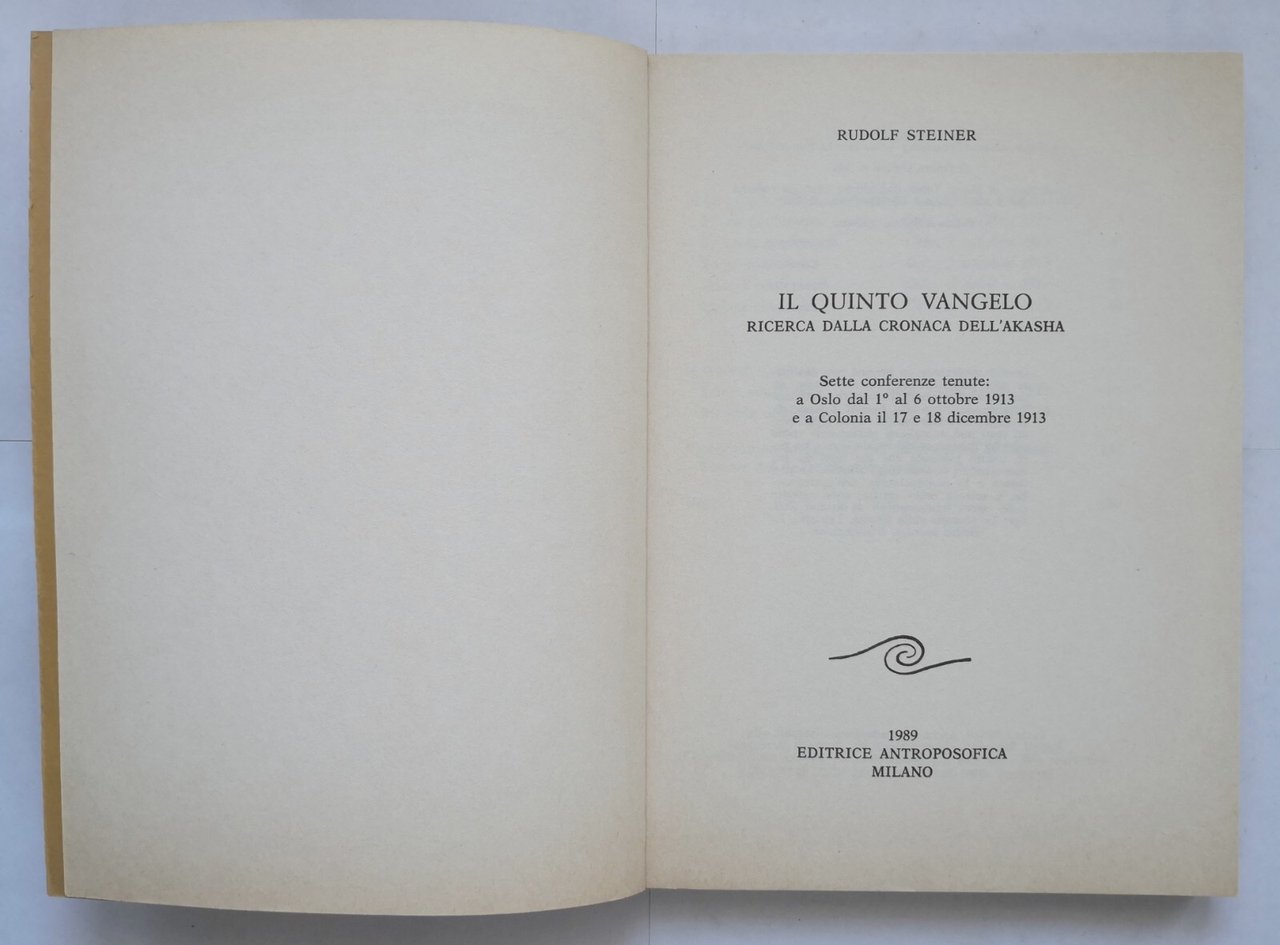 RUDOLF STEINER
IL QUINTO VANGELO
RICERCA DALLA CRONACA DELL'AKASHA
Sette conferenze tenute:
a Oslo dal 1° al 6 ottobre 1913
e a Colonia il 17 e 18 dicembre 1913
1989
EDITRICE ANTROPOSOFICA
MILANO